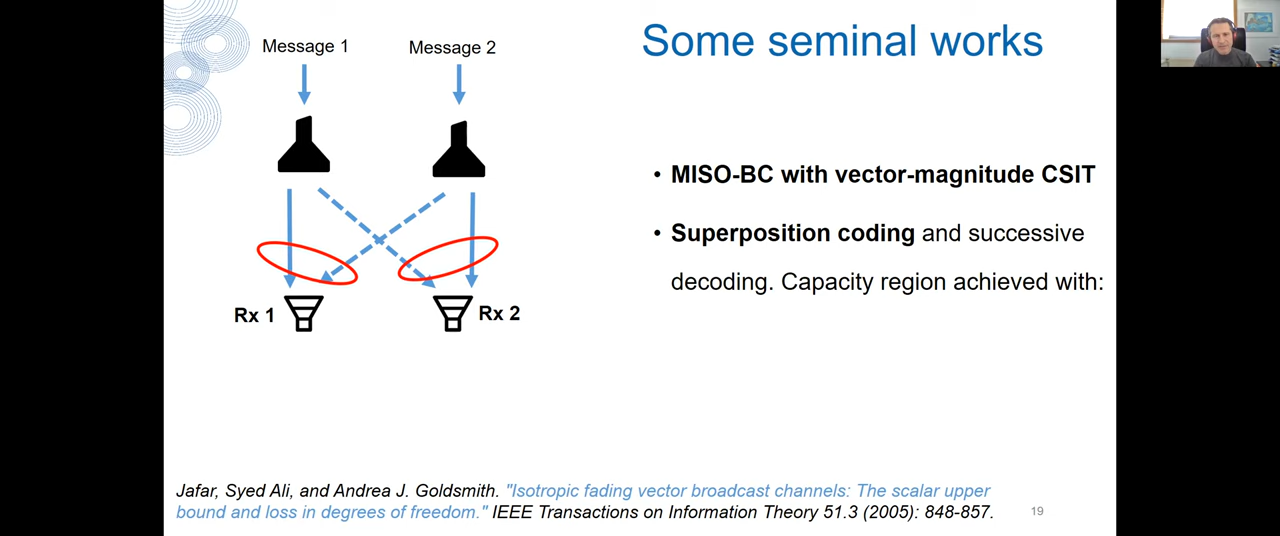 Message 1
Message 2
Some seminal works
• MISO-BC with vector-magnitude CSIT
• Superposition coding and successive
decoding. Capacity region achieved with:
Rx 1
Rx 2
Jafar, Syed Ali, and Andrea J. Goldsmith. "Isotropic fading vector broadcast channels: The scalar upper
bound and loss in degrees of freedom." IEEE Transactions on Information Theory 51.3 (2005): 848-857.
19